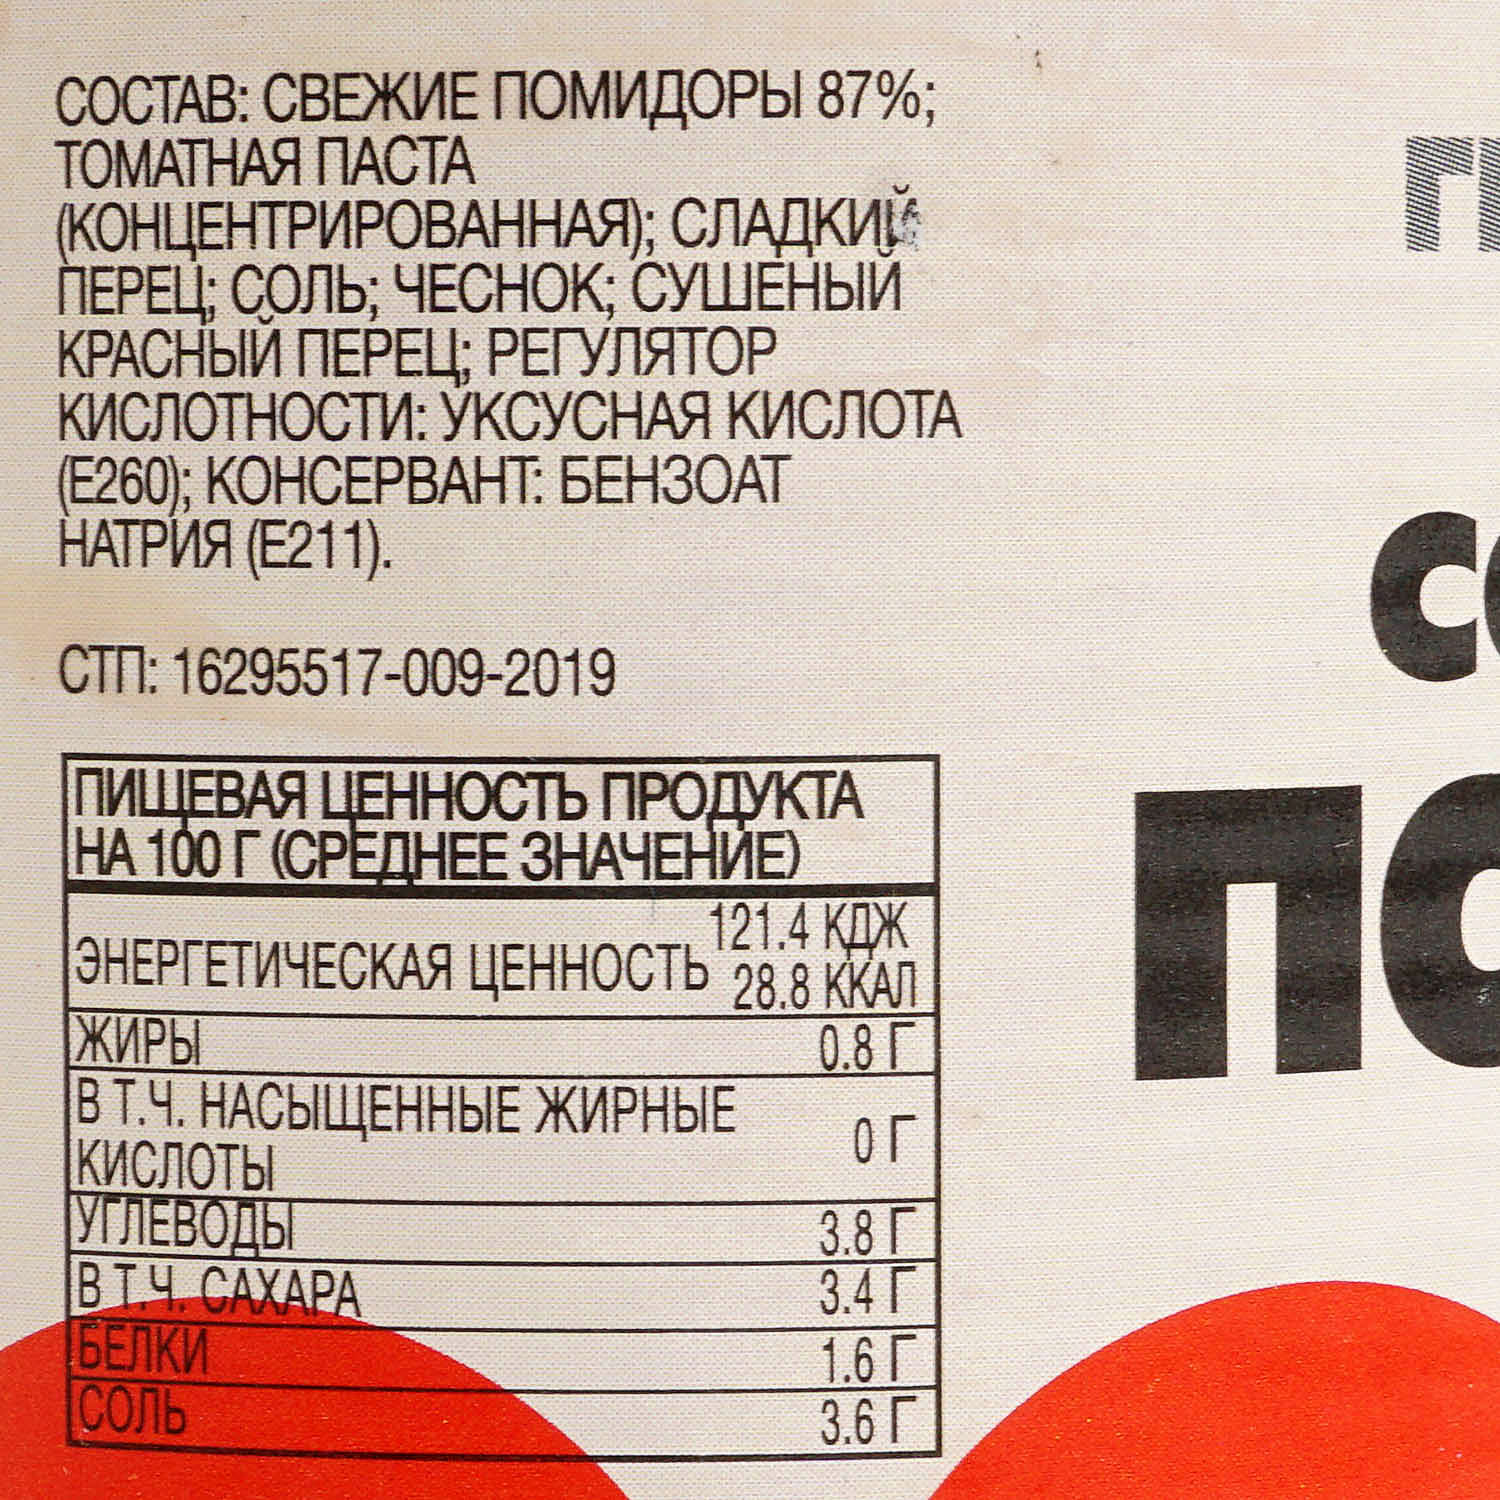 СОСТАВ: СВЕЖИЕ ПОМИДОРЫ 87%;
ТОМАТНАЯ ПАСТА
(КОНЦЕНТРИРОВАННАЯ); СЛАДКИЙ
ПЕРЕЦ; СОЛЬ; ЧЕСНОК; СУШЕНЫЙ
КРАСНЫЙ ПЕРЕЦ; РЕГУЛЯТОР
КИСЛОТНОСТИ: УКСУСНАЯ КИСЛОТА
(Е260); КОНСЕРВАНТ: БЕНЗОАТ
НАТРИЯ (Е211).
СТП: 16295517-009-2019
ПИЩЕВАЯ ЦЕННОСТЬ ПРОДУКТА
НА 100 Г (СРЕДНЕЕ ЗНАЧЕНИЕ)
ЭНЕРГЕТИЧЕСКАЯ ЦЕННОСТЬ 121.4 КДЖ
28.8 ККАЛ
ЖИРЫ 0.8 Г
В Т.Ч. НАСЫЩЕННЫЕ ЖИРНЫЕ
КИСЛОТЫ 0 Г
УГЛЕВОДЫ 3.8 Г
В Т.Ч. САХАРА 3.4 Г
БЕЛКИ 1.6 Г
СОЛЬ 3.6 Г